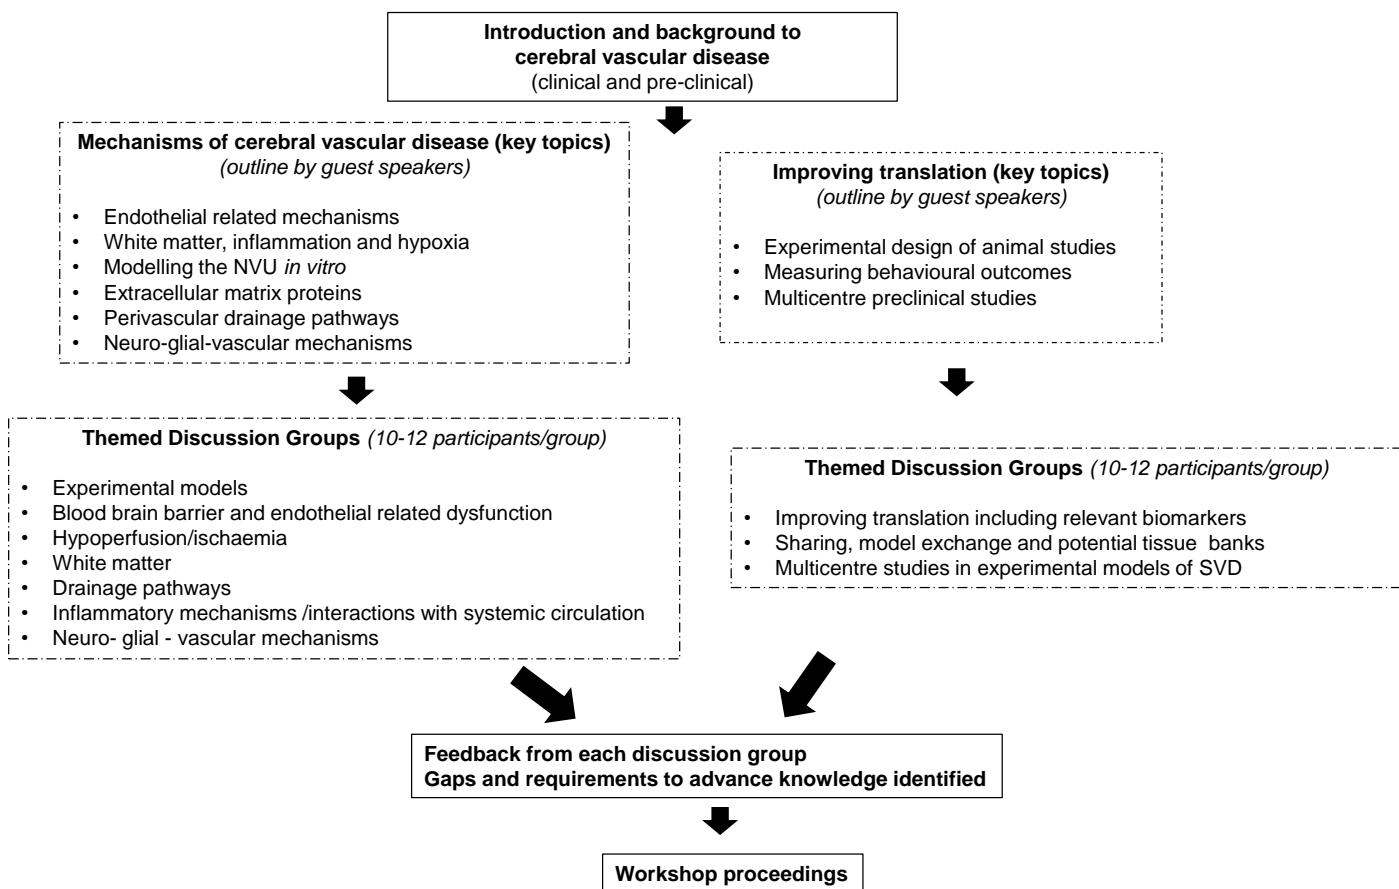 Introduction and background to
cerebral vascular disease
(clinical and pre-clinical)
Mechanisms of cerebral vascular disease (key topics)
(outline by guest speakers)
• Endothelial related mechanisms
• White matter, inflammation and hypoxia
• Modelling the NVU in vitro
• Extracellular matrix proteins
• Perivascular drainage pathways
• Neuro-glial-vascular mechanisms
Improving translation (key topics)
(outline by guest speakers)
• Experimental design of animal studies
• Measuring behavioural outcomes
• Multicentre preclinical studies
Themed Discussion Groups (10-12 participants/group)
• Experimental models
• Blood brain barrier and endothelial related dysfunction
• Hypoperfusion/ischaemia
• White matter
• Drainage pathways
• Inflammatory mechanisms /interactions with systemic circulation
• Neuro- glial - vascular mechanisms
Themed Discussion Groups (10-12 participants/group)
• Improving translation including relevant biomarkers
• Sharing, model exchange and potential tissue banks
• Multicentre studies in experimental models of SVD
Feedback from each discussion group
Gaps and requirements to advance knowledge identified
Workshop proceedings